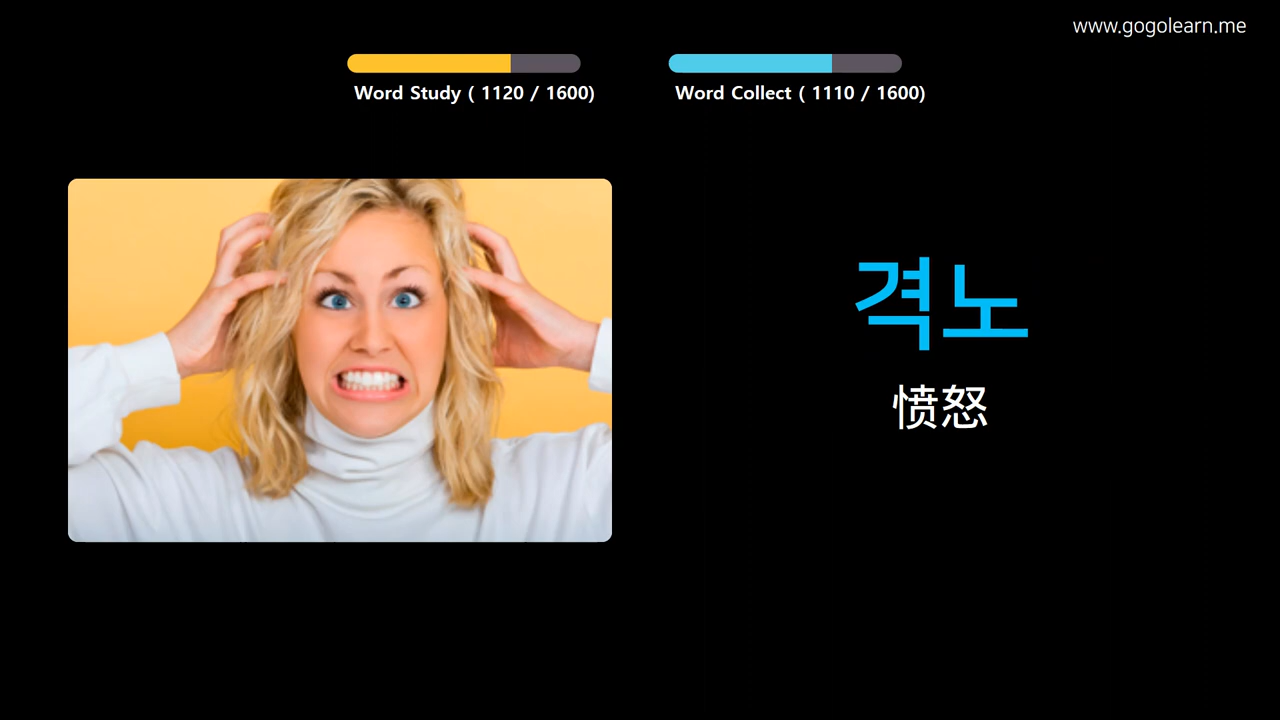 www.gogolearn.me
Word Study ( 1120 / 1600)
Word Collect ( 1110 / 1600)
격노
愤怒